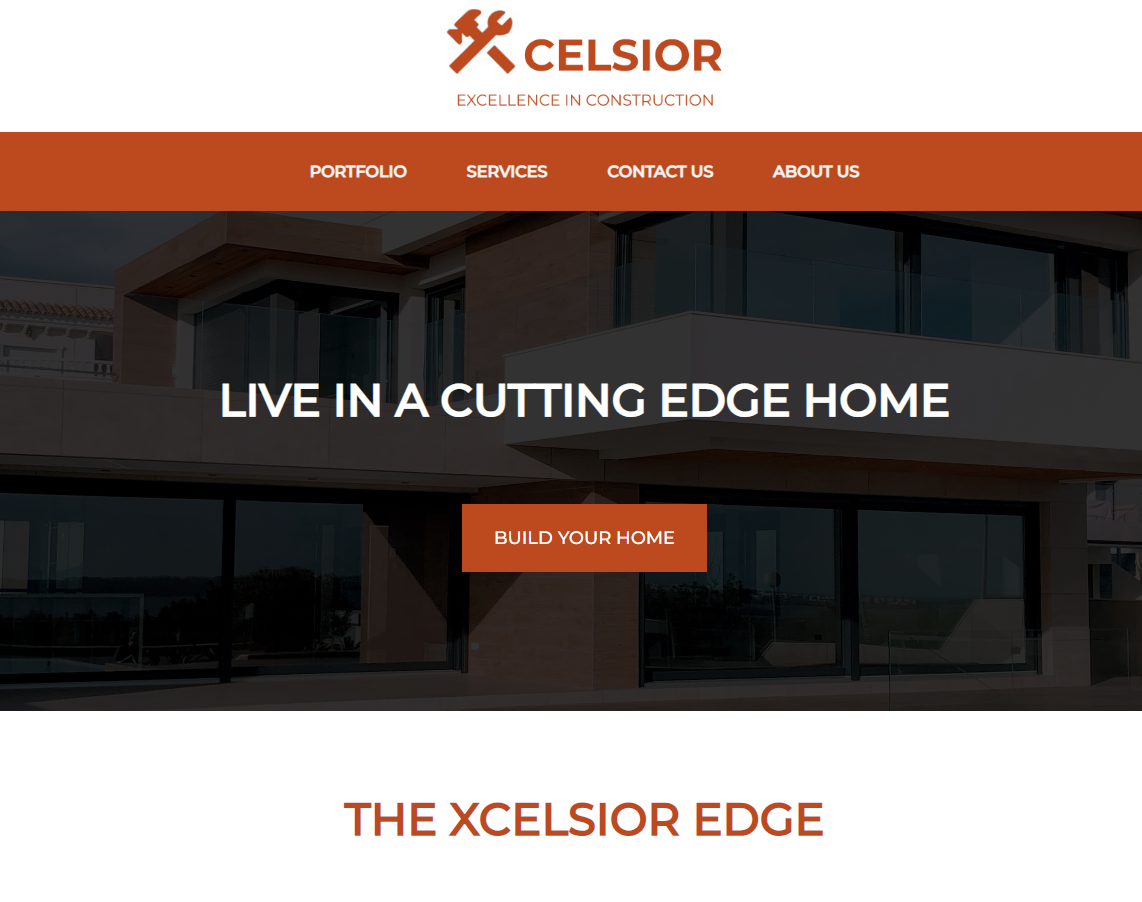 CELSIOR
EXCELLENCE IN CONSTRUCTION
PORTFOLIO SERVICES CONTACT US ABOUT US
LIVE IN A CUTTING EDGE HOME
BUILD YOUR HOME
THE XCELSIOR EDGE